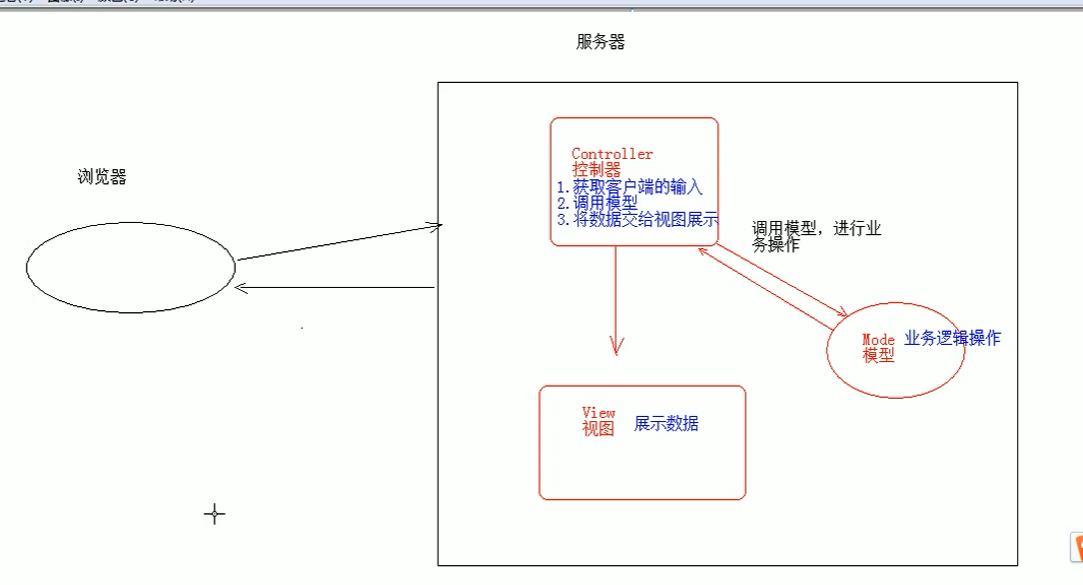 服务器
浏览器
Controller
控制器
1.获取客户端的输入
2.调用模型
3.将数据交给视图展示
调用模型，进行业
务操作
Mode 业务逻辑操作
模型
View
视图 展示数据